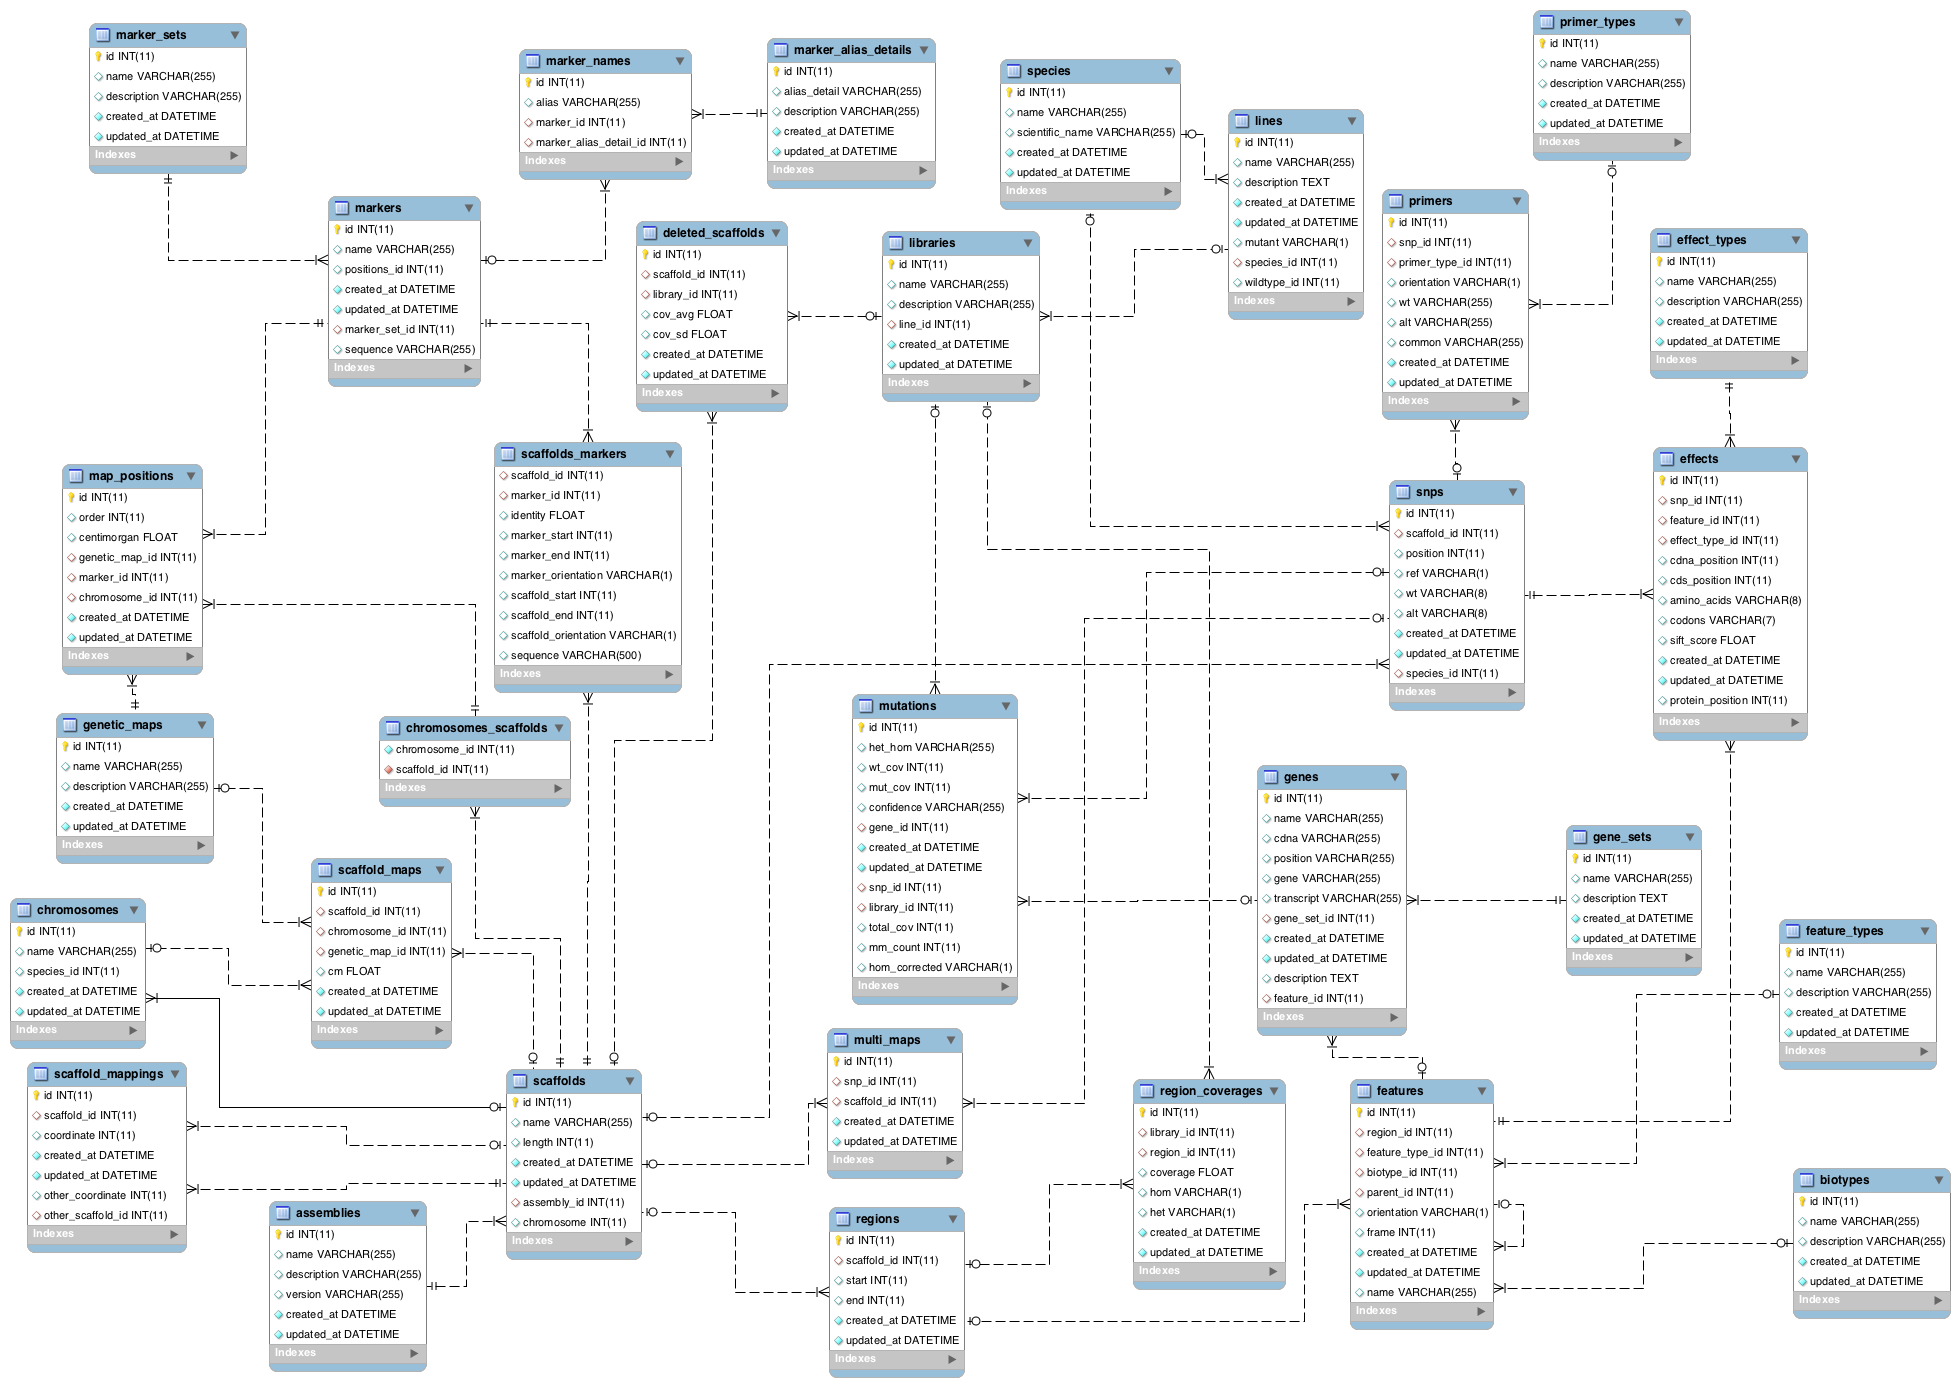 marker_sets
id INT(11)
name VARCHAR(255)
description VARCHAR(255)
created_at DATETIME
updated_at DATETIME
Indexes
marker_names
id INT(11)
alias VARCHAR(255)
marker_id INT(11)
marker_alias_detail_id INT(11)
Indexes
marker_alias_details
id INT(11)
alias_detail VARCHAR(255)
description VARCHAR(255)
created_at DATETIME
updated_at DATETIME
Indexes
species
id INT(11)
name VARCHAR(255)
scientific_name VARCHAR(255)
created_at DATETIME
updated_at DATETIME
Indexes
lines
id INT(11)
name VARCHAR(255)
description TEXT
created_at DATETIME
updated_at DATETIME
mutant VARCHAR(1)
species_id INT(11)
wildtype_id INT(11)
Indexes
primer_types
id INT(11)
name VARCHAR(255)
description VARCHAR(255)
created_at DATETIME
updated_at DATETIME
Indexes
markers
id INT(11)
name VARCHAR(255)
positions_id INT(11)
created_at DATETIME
updated_at DATETIME
marker_set_id INT(11)
sequence VARCHAR(255)
Indexes
deleted_scaffolds
id INT(11)
scaffold_id INT(11)
library_id INT(11)
cov_avg FLOAT
cov_sd FLOAT
created_at DATETIME
updated_at DATETIME
Indexes
libraries
id INT(11)
name VARCHAR(255)
description VARCHAR(255)
line_id INT(11)
created_at DATETIME
updated_at DATETIME
Indexes
primers
id INT(11)
snp_id INT(11)
primer_type_id INT(11)
orientation VARCHAR(1)
wt VARCHAR(255)
alt VARCHAR(255)
common VARCHAR(255)
created_at DATETIME
updated_at DATETIME
Indexes
effect_types
id INT(11)
name VARCHAR(255)
description VARCHAR(255)
created_at DATETIME
updated_at DATETIME
Indexes
map_positions
id INT(11)
order INT(11)
centimorgan FLOAT
genetic_map_id INT(11)
marker_id INT(11)
chromosome_id INT(11)
created_at DATETIME
updated_at DATETIME
Indexes
scaffolds_markers
scaffold_id INT(11)
marker_id INT(11)
identity FLOAT
marker_start INT(11)
marker_end INT(11)
marker_orientation VARCHAR(1)
scaffold_start INT(11)
scaffold_end INT(11)
scaffold_orientation VARCHAR(1)
sequence VARCHAR(500)
Indexes
snps
id INT(11)
scaffold_id INT(11)
position INT(11)
ref VARCHAR(1)
wt VARCHAR(8)
alt VARCHAR(8)
created_at DATETIME
updated_at DATETIME
species_id INT(11)
Indexes
effects
id INT(11)
snp_id INT(11)
feature_id INT(11)
effect_type_id INT(11)
cdna_position INT(11)
cds_position INT(11)
amino_acids VARCHAR(8)
codons VARCHAR(7)
sift_score FLOAT
created_at DATETIME
updated_at DATETIME
protein_position INT(11)
Indexes
genetic_maps
id INT(11)
name VARCHAR(255)
description VARCHAR(255)
created_at DATETIME
updated_at DATETIME
Indexes
chromosomes_scaffolds
chromosome_id INT(11)
scaffold_id INT(11)
Indexes
mutations
id INT(11)
het_hom VARCHAR(255)
wt_cov INT(11)
mut_cov INT(11)
confidence VARCHAR(255)
gene_id INT(11)
created_at DATETIME
updated_at DATETIME
snp_id INT(11)
library_id INT(11)
total_cov INT(11)
mm_count INT(11)
hom_corrected VARCHAR(1)
Indexes
genes
id INT(11)
name VARCHAR(255)
cdna VARCHAR(255)
position VARCHAR(255)
gene VARCHAR(255)
transcript VARCHAR(255)
gene_set_id INT(11)
created_at DATETIME
updated_at DATETIME
description TEXT
feature_id INT(11)
Indexes
gene_sets
id INT(11)
name VARCHAR(255)
description TEXT
created_at DATETIME
updated_at DATETIME
Indexes
scaffold_maps
id INT(11)
scaffold_id INT(11)
chromosome_id INT(11)
genetic_map_id INT(11)
cm FLOAT
created_at DATETIME
updated_at DATETIME
Indexes
chromosomes
id INT(11)
name VARCHAR(255)
species_id INT(11)
created_at DATETIME
updated_at DATETIME
Indexes
feature_types
id INT(11)
name VARCHAR(255)
description VARCHAR(255)
created_at DATETIME
updated_at DATETIME
Indexes
scaffold_mappings
id INT(11)
scaffold_id INT(11)
coordinate INT(11)
created_at DATETIME
updated_at DATETIME
other_coordinate INT(11)
other_scaffold_id INT(11)
Indexes
scaffolds
id INT(11)
name VARCHAR(255)
length INT(11)
created_at DATETIME
updated_at DATETIME
assembly_id INT(11)
chromosome INT(11)
Indexes
multi_maps
id INT(11)
snp_id INT(11)
scaffold_id INT(11)
created_at DATETIME
updated_at DATETIME
Indexes
region_coverages
id INT(11)
library_id INT(11)
region_id INT(11)
coverage FLOAT
hom VARCHAR(1)
het VARCHAR(1)
created_at DATETIME
updated_at DATETIME
Indexes
features
id INT(11)
region_id INT(11)
feature_type_id INT(11)
biotype_id INT(11)
parent_id INT(11)
orientation VARCHAR(1)
frame INT(11)
created_at DATETIME
updated_at DATETIME
name VARCHAR(255)
Indexes
biotypes
id INT(11)
name VARCHAR(255)
description VARCHAR(255)
created_at DATETIME
updated_at DATETIME
Indexes
assemblies
id INT(11)
name VARCHAR(255)
description VARCHAR(255)
version VARCHAR(255)
created_at DATETIME
updated_at DATETIME
Indexes
regions
id INT(11)
scaffold_id INT(11)
start INT(11)
end INT(11)
created_at DATETIME
updated_at DATETIME
Indexes